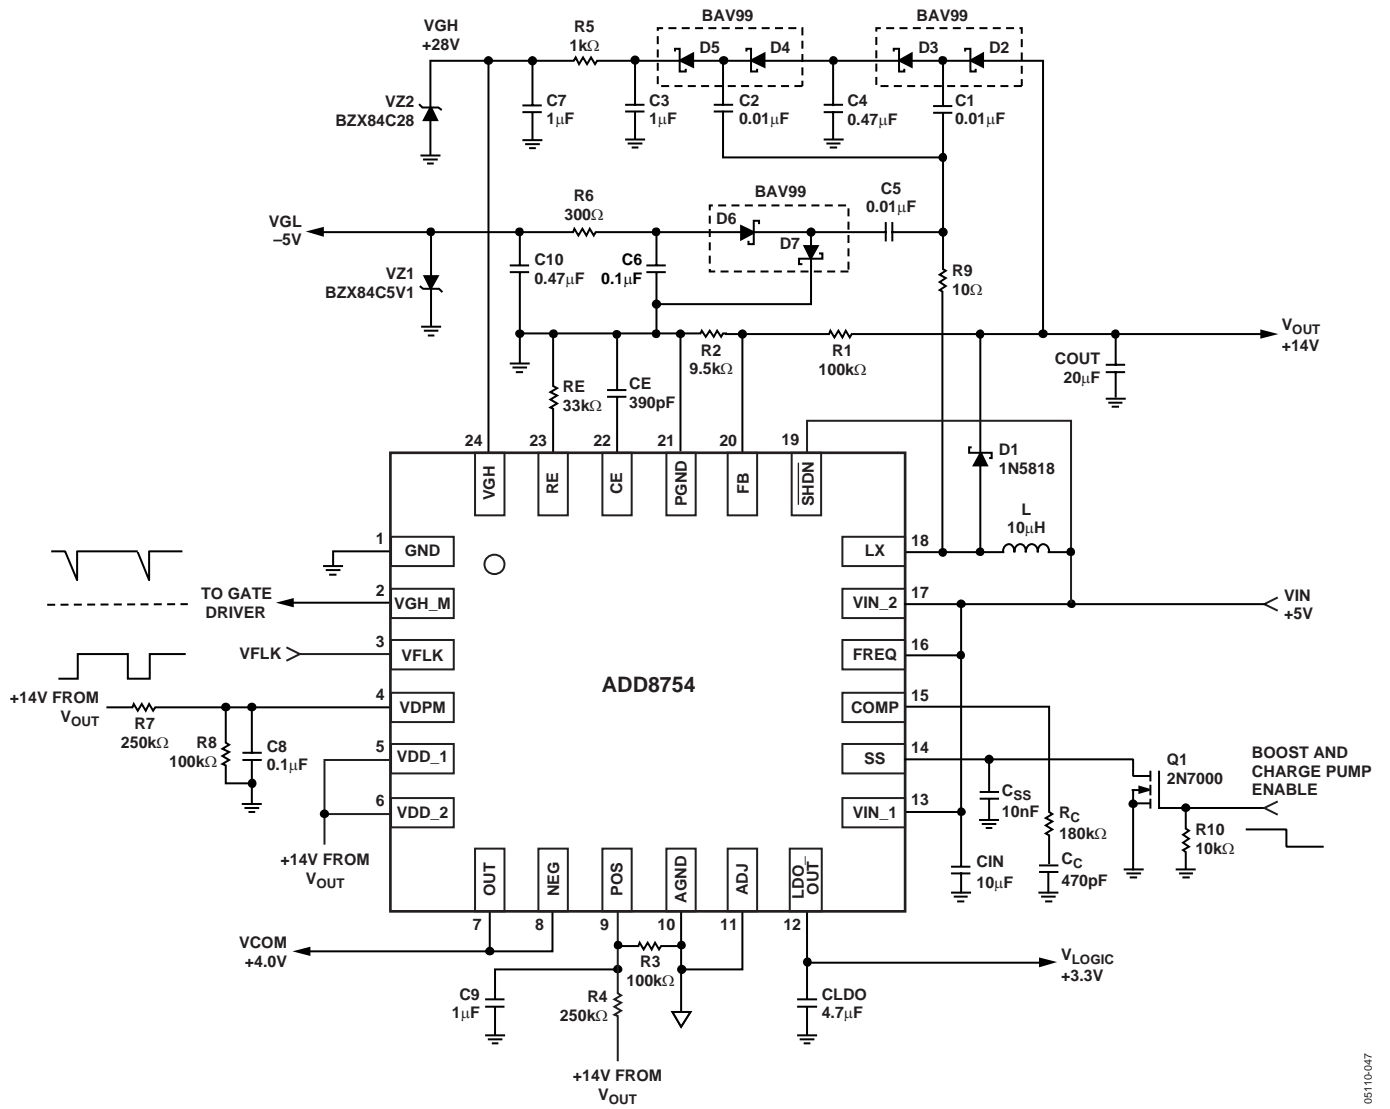 BAV99
BAV99
VGH
+28V
R5
1kΩ
D5
D4
D3
D2
VZ2
BZX84C28
C7
1μF
C3
1μF
C2
0.01μF
C4
0.47μF
C1
0.01μF
BAV99
VGL
–5V
R6
300Ω
D6
D7
C5
0.01μF
VZ1
BZX84C5V1
C10
0.47μF
C6
0.1μF
R9
10Ω
R2
9.5kΩ
R1
100kΩ
VOUT
+14V
COUT
20μF
RE
33kΩ
CE
390pF
D1
1N5818
L
10μH
24
23
22
21
20
19
VGH
RE
CE
PGND
FB
SHDN
1
GND
LX
18
TO GATE
DRIVER
2
VGH_M
VIN_2
17
VIN
+5V
VFLK
3
VFLK
FREQ
16
ADD8754
+14V FROM
VOUT
R7
250kΩ
R8
100kΩ
C8
0.1μF
4
VDPM
COMP
15
5
VDD_1
SS
14
6
VDD_2
VIN_1
13
+14V FROM
VOUT
CSS
10nF
RC
180kΩ
CC
470pF
CIN
10μF
Q1
2N7000
R10
10kΩ
BOOST AND
CHARGE PUMP
ENABLE
OUT
NEG
POS
AGND
ADJ
LDO_
OUT
7
8
9
10
11
12
VCOM
+4.0V
R3
100kΩ
VLOGIC
+3.3V
C9
1μF
R4
250kΩ
CLDO
4.7μF
+14V FROM
VOUT
05110-047